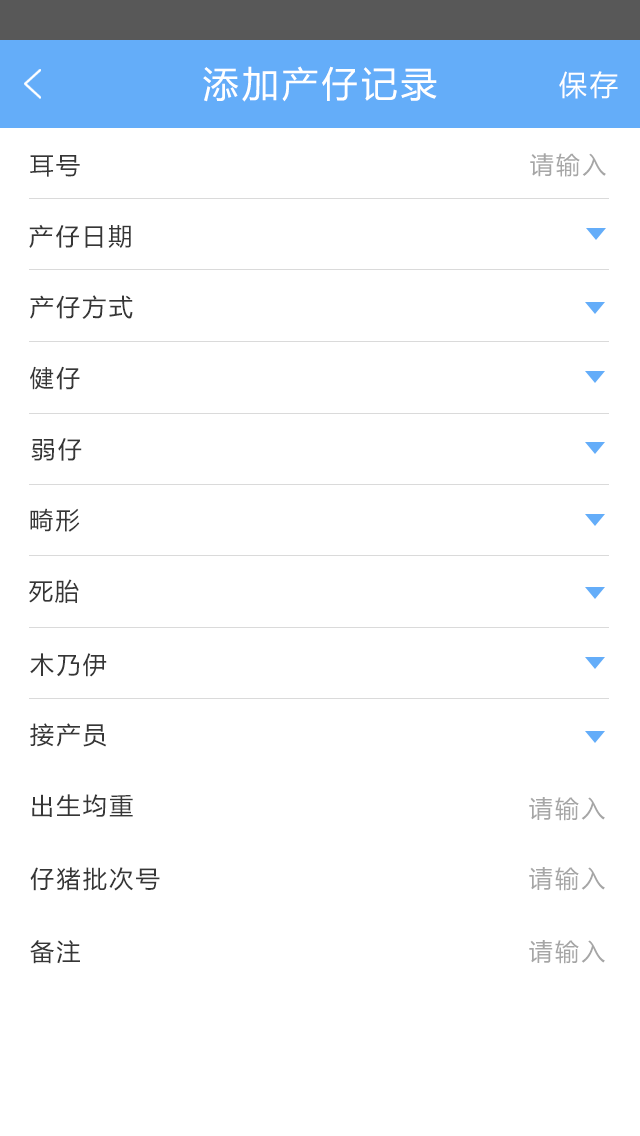 添加产仔记录 保存
耳号 请输入
产仔日期
产仔方式
健仔
弱仔
畸形
死胎
木乃伊
接产员
出生均重 请输入
仔猪批次号 请输入
备注 请输入